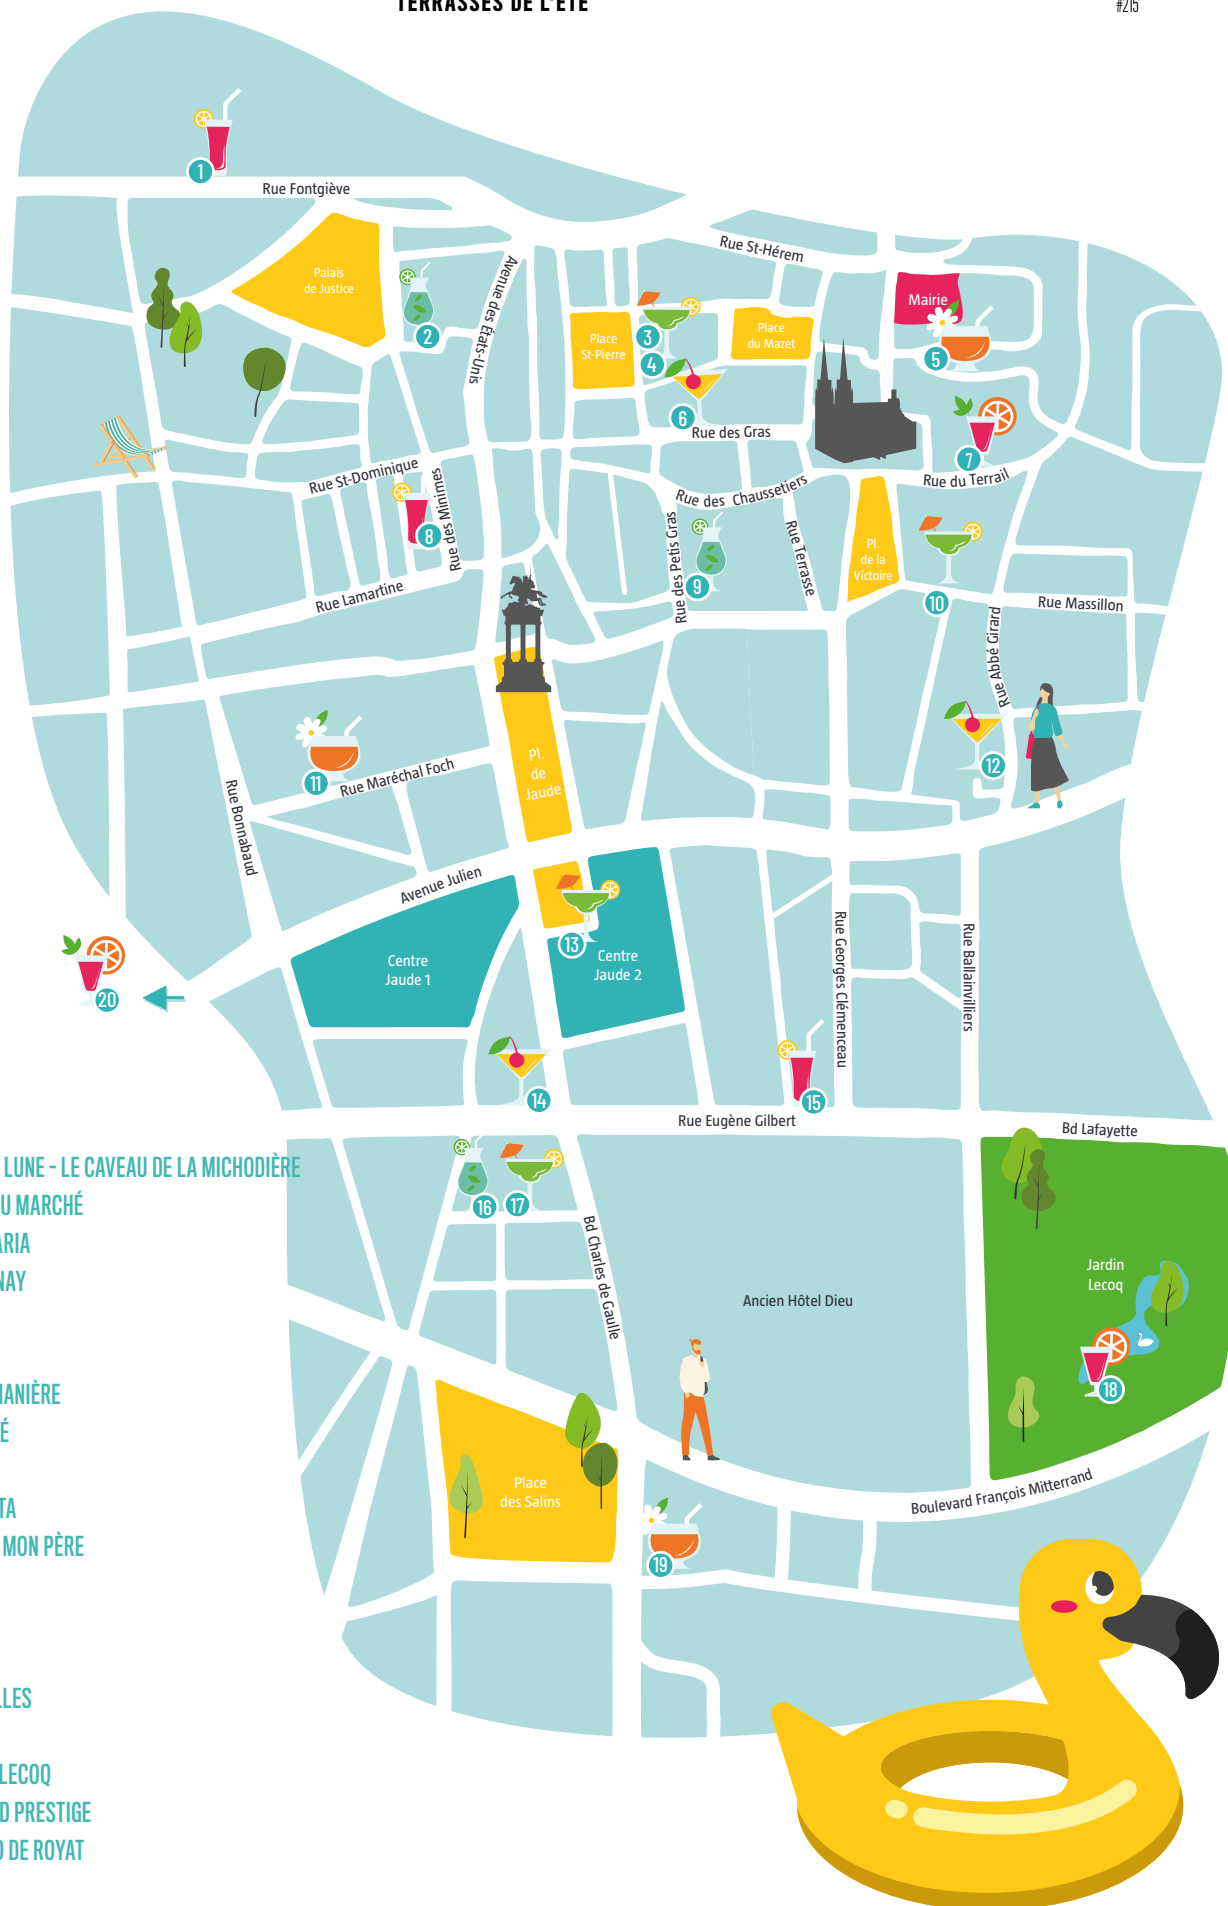 TERRASSES DE L'ÉTÉ
#215
1
Rue Fontgiève
Rue St-Hérem
Palais
de Justice
Avenue des États-Unis
2
Place
St-Pierre
3
4
Place
du Mazet
Mairie
5
6
Rue des Gras
7
Rue du Terrail
Rue St-Dominique
Rue des Minimes
8
Rue des Chaussetiers
Rue des Petis Gras
Rue Terrasse
9
Pl.
de la
Victoire
10
Rue Lamartine
Rue Massillon
Rue Abbé Girard
11
Rue Maréchal Foch
Pl.
de
Jaude
12
Rue Bonnabaud
Avenue Julien
13
Centre
Jaude 1
Centre
Jaude 2
Rue Georges Clémenceau
Rue Ballainvilliers
20
14
15
Rue Eugène Gilbert
Bd Lafayette
16
17
Bd Charles de Gaulle
Ancien Hôtel Dieu
Jardin
Lecoq
18
Place
des Salins
Boulevard François Mitterrand
19
LUNE - LE CAVEAU DE LA MICHODIÈRE
U MARCHÉ
ARIA
NAY
MANIÈRE
É
TA
MON PÈRE
LLES
LECOQ
D PRESTIGE
D DE ROYAT